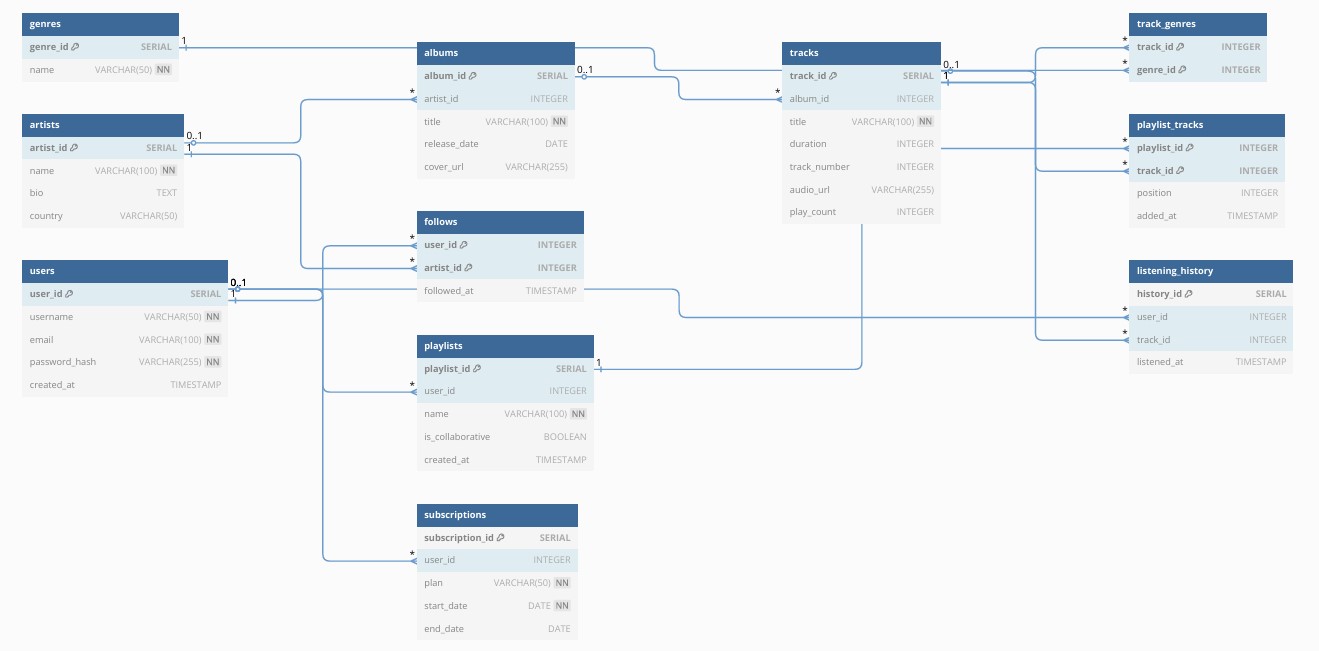 genres
genre_id SERIAL
name VARCHAR(50) NN
1
artists
artist_id SERIAL
name VARCHAR(100) NN
bio TEXT
country VARCHAR(50)
0..1
1
users
user_id SERIAL
username VARCHAR(50) NN
email VARCHAR(100) NN
password_hash VARCHAR(255) NN
created_at TIMESTAMP
0..1
1
albums
album_id SERIAL
* artist_id INTEGER
title VARCHAR(100) NN
release_date DATE
cover_url VARCHAR(255)
0..1
follows
* user_id INTEGER
* artist_id INTEGER
followed_at TIMESTAMP
playlists
playlist_id SERIAL
1
* user_id INTEGER
name VARCHAR(100) NN
is_collaborative BOOLEAN
created_at TIMESTAMP
subscriptions
subscription_id SERIAL
* user_id INTEGER
plan VARCHAR(50) NN
start_date DATE NN
end_date DATE
tracks
track_id SERIAL
* album_id INTEGER
title VARCHAR(100) NN
duration INTEGER
track_number INTEGER
audio_url VARCHAR(255)
play_count INTEGER
0..1
1
track_genres
* track_id INTEGER
* genre_id INTEGER
playlist_tracks
* playlist_id INTEGER
* track_id INTEGER
position INTEGER
added_at TIMESTAMP
listening_history
history_id SERIAL
* user_id INTEGER
* track_id INTEGER
listened_at TIMESTAMP